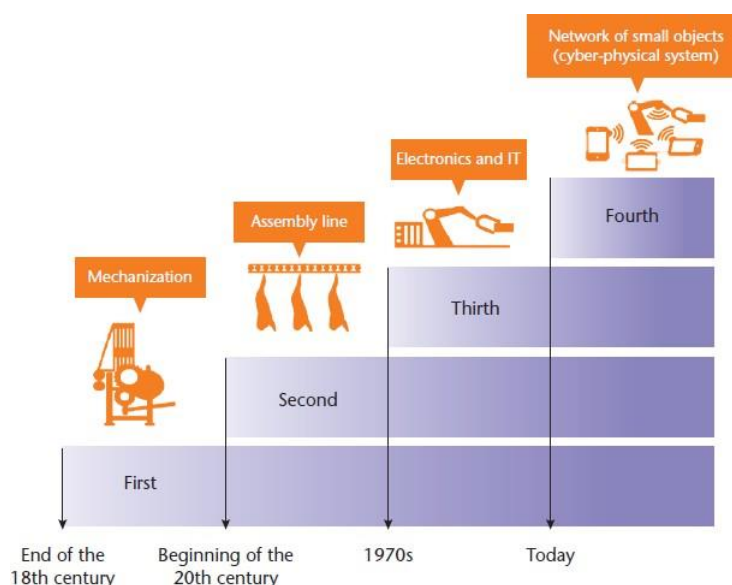 Network of small objects
(cyber-physical system)
Electronics and IT
Assembly line
Mechanization
Fourth
Thirth
Second
First
End of the
18th century
Beginning of the
20th century
1970s
Today